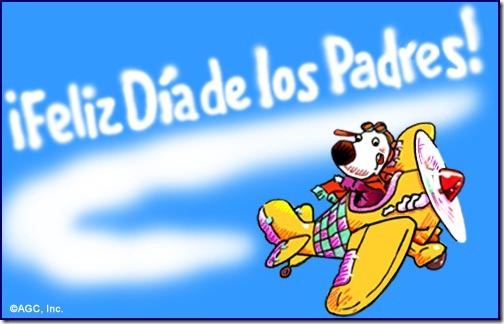 ¡Feliz Día de los Padres!
©AGC, Inc.